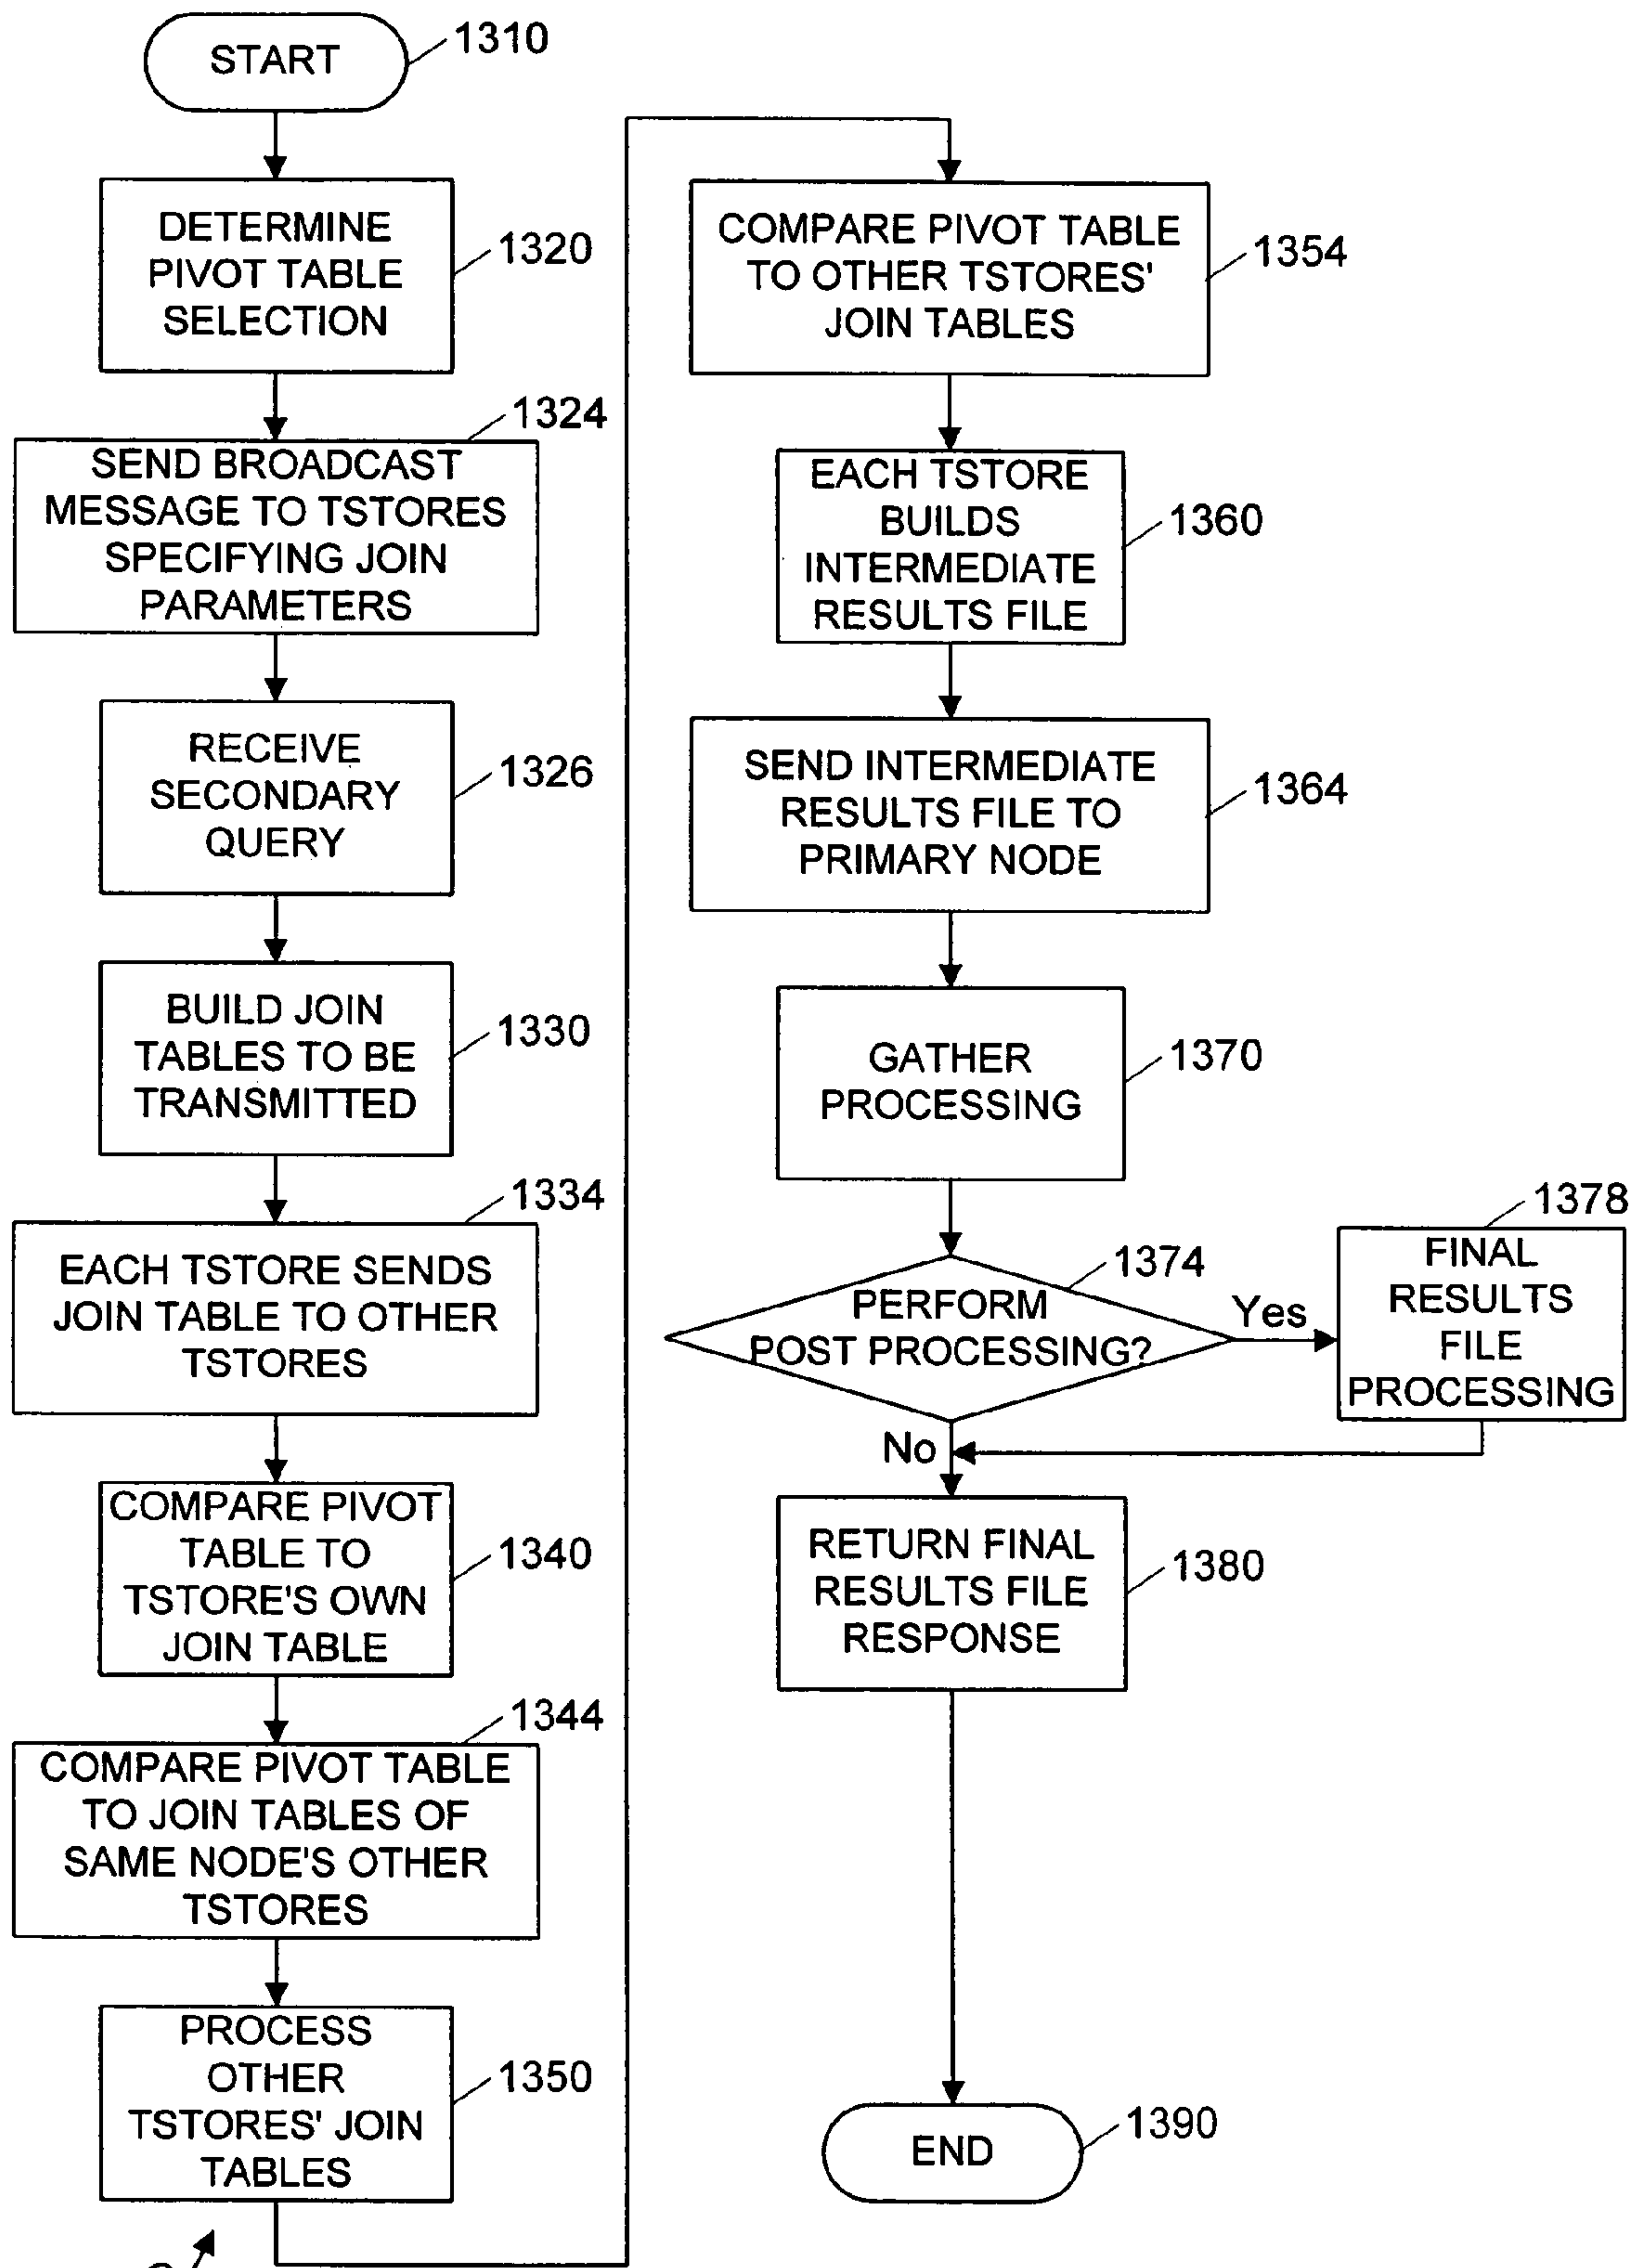 START
1310
DETERMINE
PIVOT TABLE
SELECTION
1320
1324
SEND BROADCAST
MESSAGE TO TSTORES
SPECIFYING JOIN
PARAMETERS
RECEIVE
SECONDARY
QUERY
1326
BUILD JOIN
TABLES TO BE
TRANSMITTED
1330
1334
EACH TSTORE SENDS
JOIN TABLE TO OTHER
TSTORES
COMPARE PIVOT
TABLE TO
TSTORE'S OWN
JOIN TABLE
1340
1344
COMPARE PIVOT TABLE
TO JOIN TABLES OF
SAME NODE'S OTHER
TSTORES
PROCESS
OTHER
TSTORES' JOIN
TABLES
1350
COMPARE PIVOT TABLE
TO OTHER TSTORES'
JOIN TABLES
1354
EACH TSTORE
BUILDS
INTERMEDIATE
RESULTS FILE
1360
SEND INTERMEDIATE
RESULTS FILE TO
PRIMARY NODE
1364
GATHER
PROCESSING
1370
1374
PERFORM
POST PROCESSING?
Yes
1378
FINAL
RESULTS
FILE
PROCESSING
No
RETURN FINAL
RESULTS FILE
RESPONSE
1380
END
1390